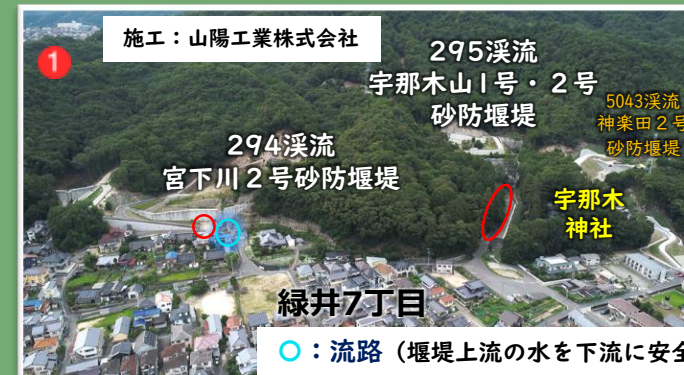 1
施工：山陽工業株式会社
295渓流
宇那木山1号・2号
砂防堰堤
5043渓流
神楽田2号
砂防堰堤
294渓流
宮下川2号砂防堰堤
宇那木
神社
緑井7丁目
：流路（堰堤上流の水を下流に安全